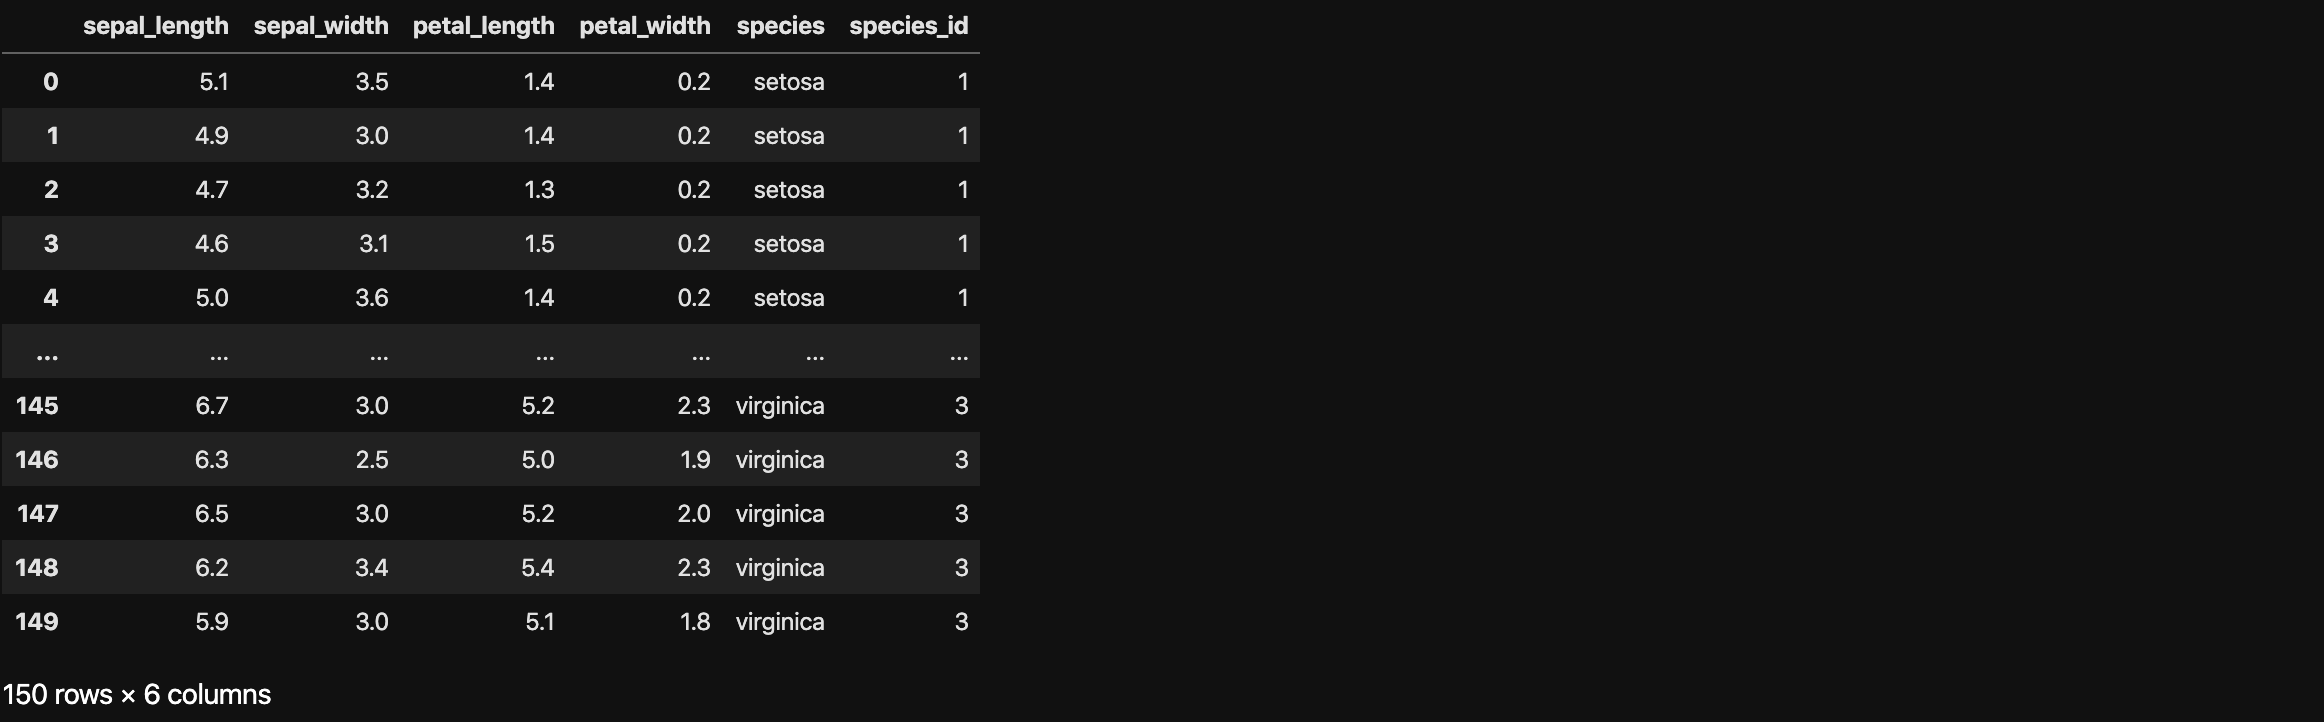 sepal_length sepal_width petal_length petal_width species species_id
0 5.1 3.5 1.4 0.2 setosa 1
1 4.9 3.0 1.4 0.2 setosa 1
2 4.7 3.2 1.3 0.2 setosa 1
3 4.6 3.1 1.5 0.2 setosa 1
4 5.0 3.6 1.4 0.2 setosa 1
... ... ... ... ... ... ...
145 6.7 3.0 5.2 2.3 virginica 3
146 6.3 2.5 5.0 1.9 virginica 3
147 6.5 3.0 5.2 2.0 virginica 3
148 6.2 3.4 5.4 2.3 virginica 3
149 5.9 3.0 5.1 1.8 virginica 3
150 rows × 6 columns